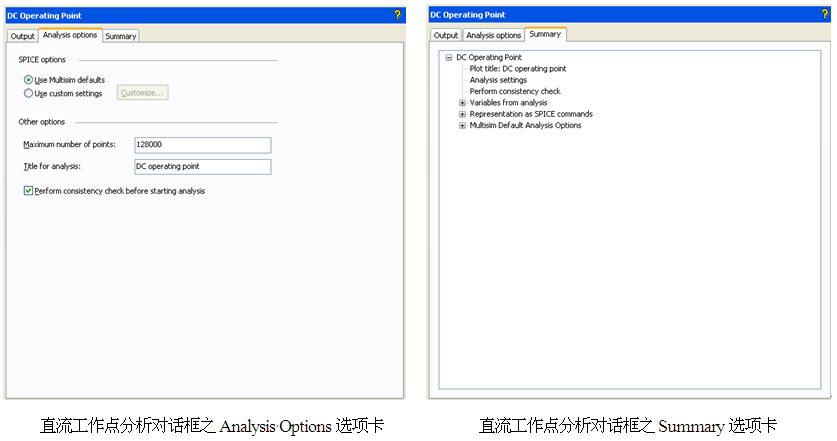 DC Operating Point
?
Output
Analysis options
Summary
SPICE options
Use Multisim defaults
Use custom settings
Customize...
Other options
Maximum number of points:
128000
Title for analysis:
DC operating point
Perform consistency check before starting analysis
直流工作点分析对话框之 Analysis·Options 选项卡
DC Operating Point
?
Output
Analysis options
Summary
DC Operating Point
Plot title: DC operating point
Analysis settings
Perform consistency check
Variables from analysis
Representation as SPICE commands
Multisim Default Analysis Options
直流工作点分析对话框之 Summary 选项卡